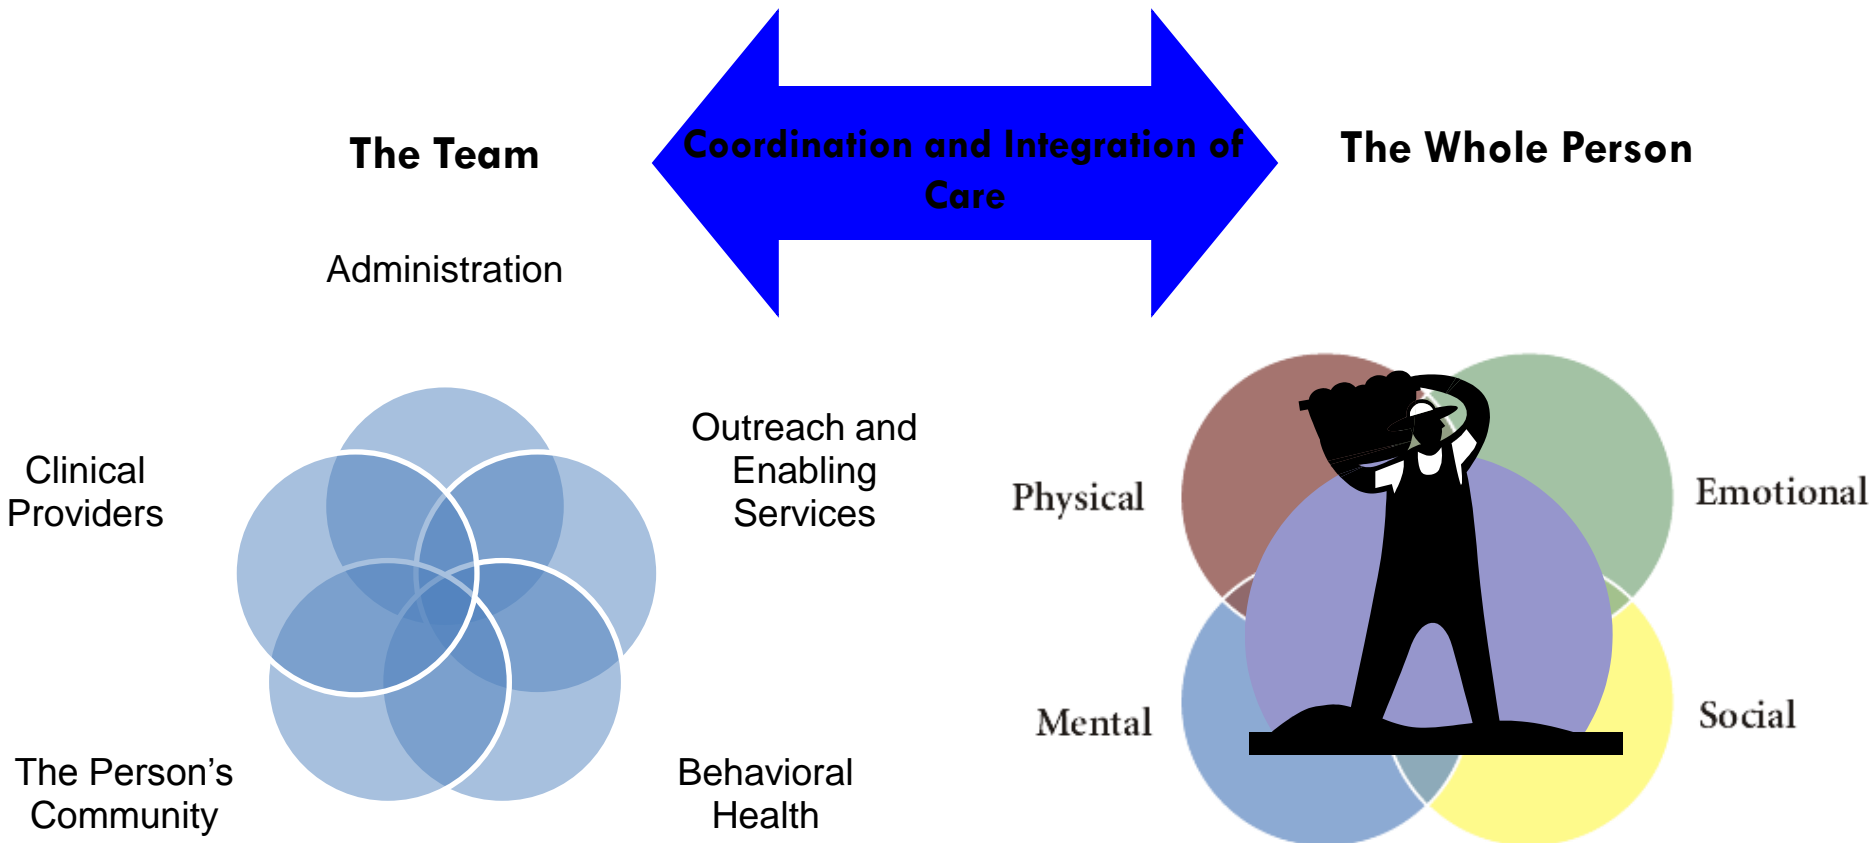 The Team
Coordination and Integration of
Care
The Whole Person
Administration
Clinical
Providers
Outreach and
Enabling
Services
The Person’s
Community
Behavioral
Health
Physical
Emotional
Mental
Social